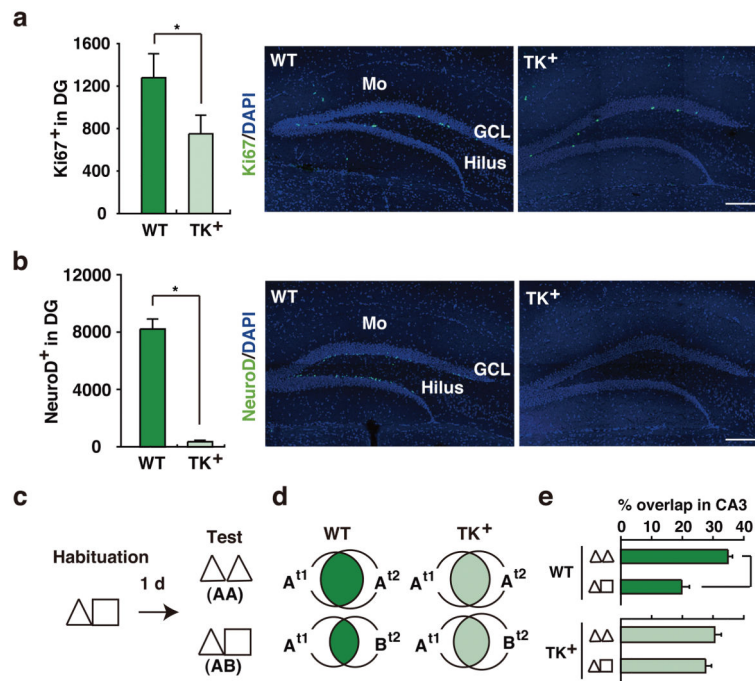 a
1600
1200
800
400
0
Ki67⁺ in DG
*
WT TK⁺
Ki67/DAPI
WT
Mo
GCL
Hilus
TK⁺
b
12000
8000
4000
0
NeuroD⁺ in DG
*
WT TK⁺
NeuroD/DAPI
WT
Mo
GCL
Hilus
TK⁺
c
Habituation
1 d
Test
(AA)
(AB)
d
WT TK⁺
Aᵗ¹ Aᵗ² Aᵗ¹ Aᵗ²
Aᵗ¹ Bᵗ² Aᵗ¹ Bᵗ²
e
% overlap in CA3
0 10 20 30 40
WT
TK⁺